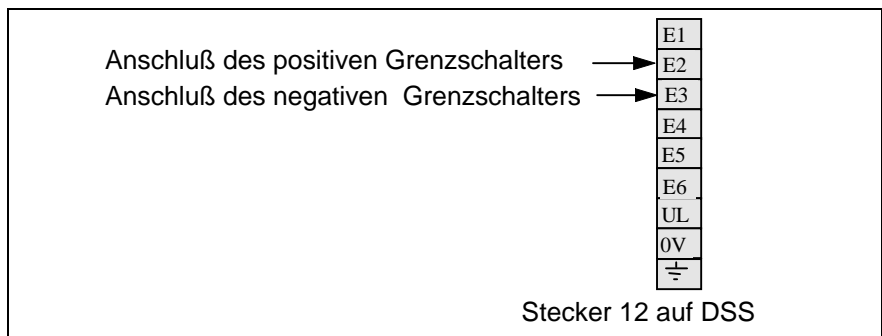 E1
Anschluß des positiven Grenzschalters E2
Anschluß des negativen Grenzschalters E3
E4
E5
E6
UL
0V
Stecker 12 auf DSS